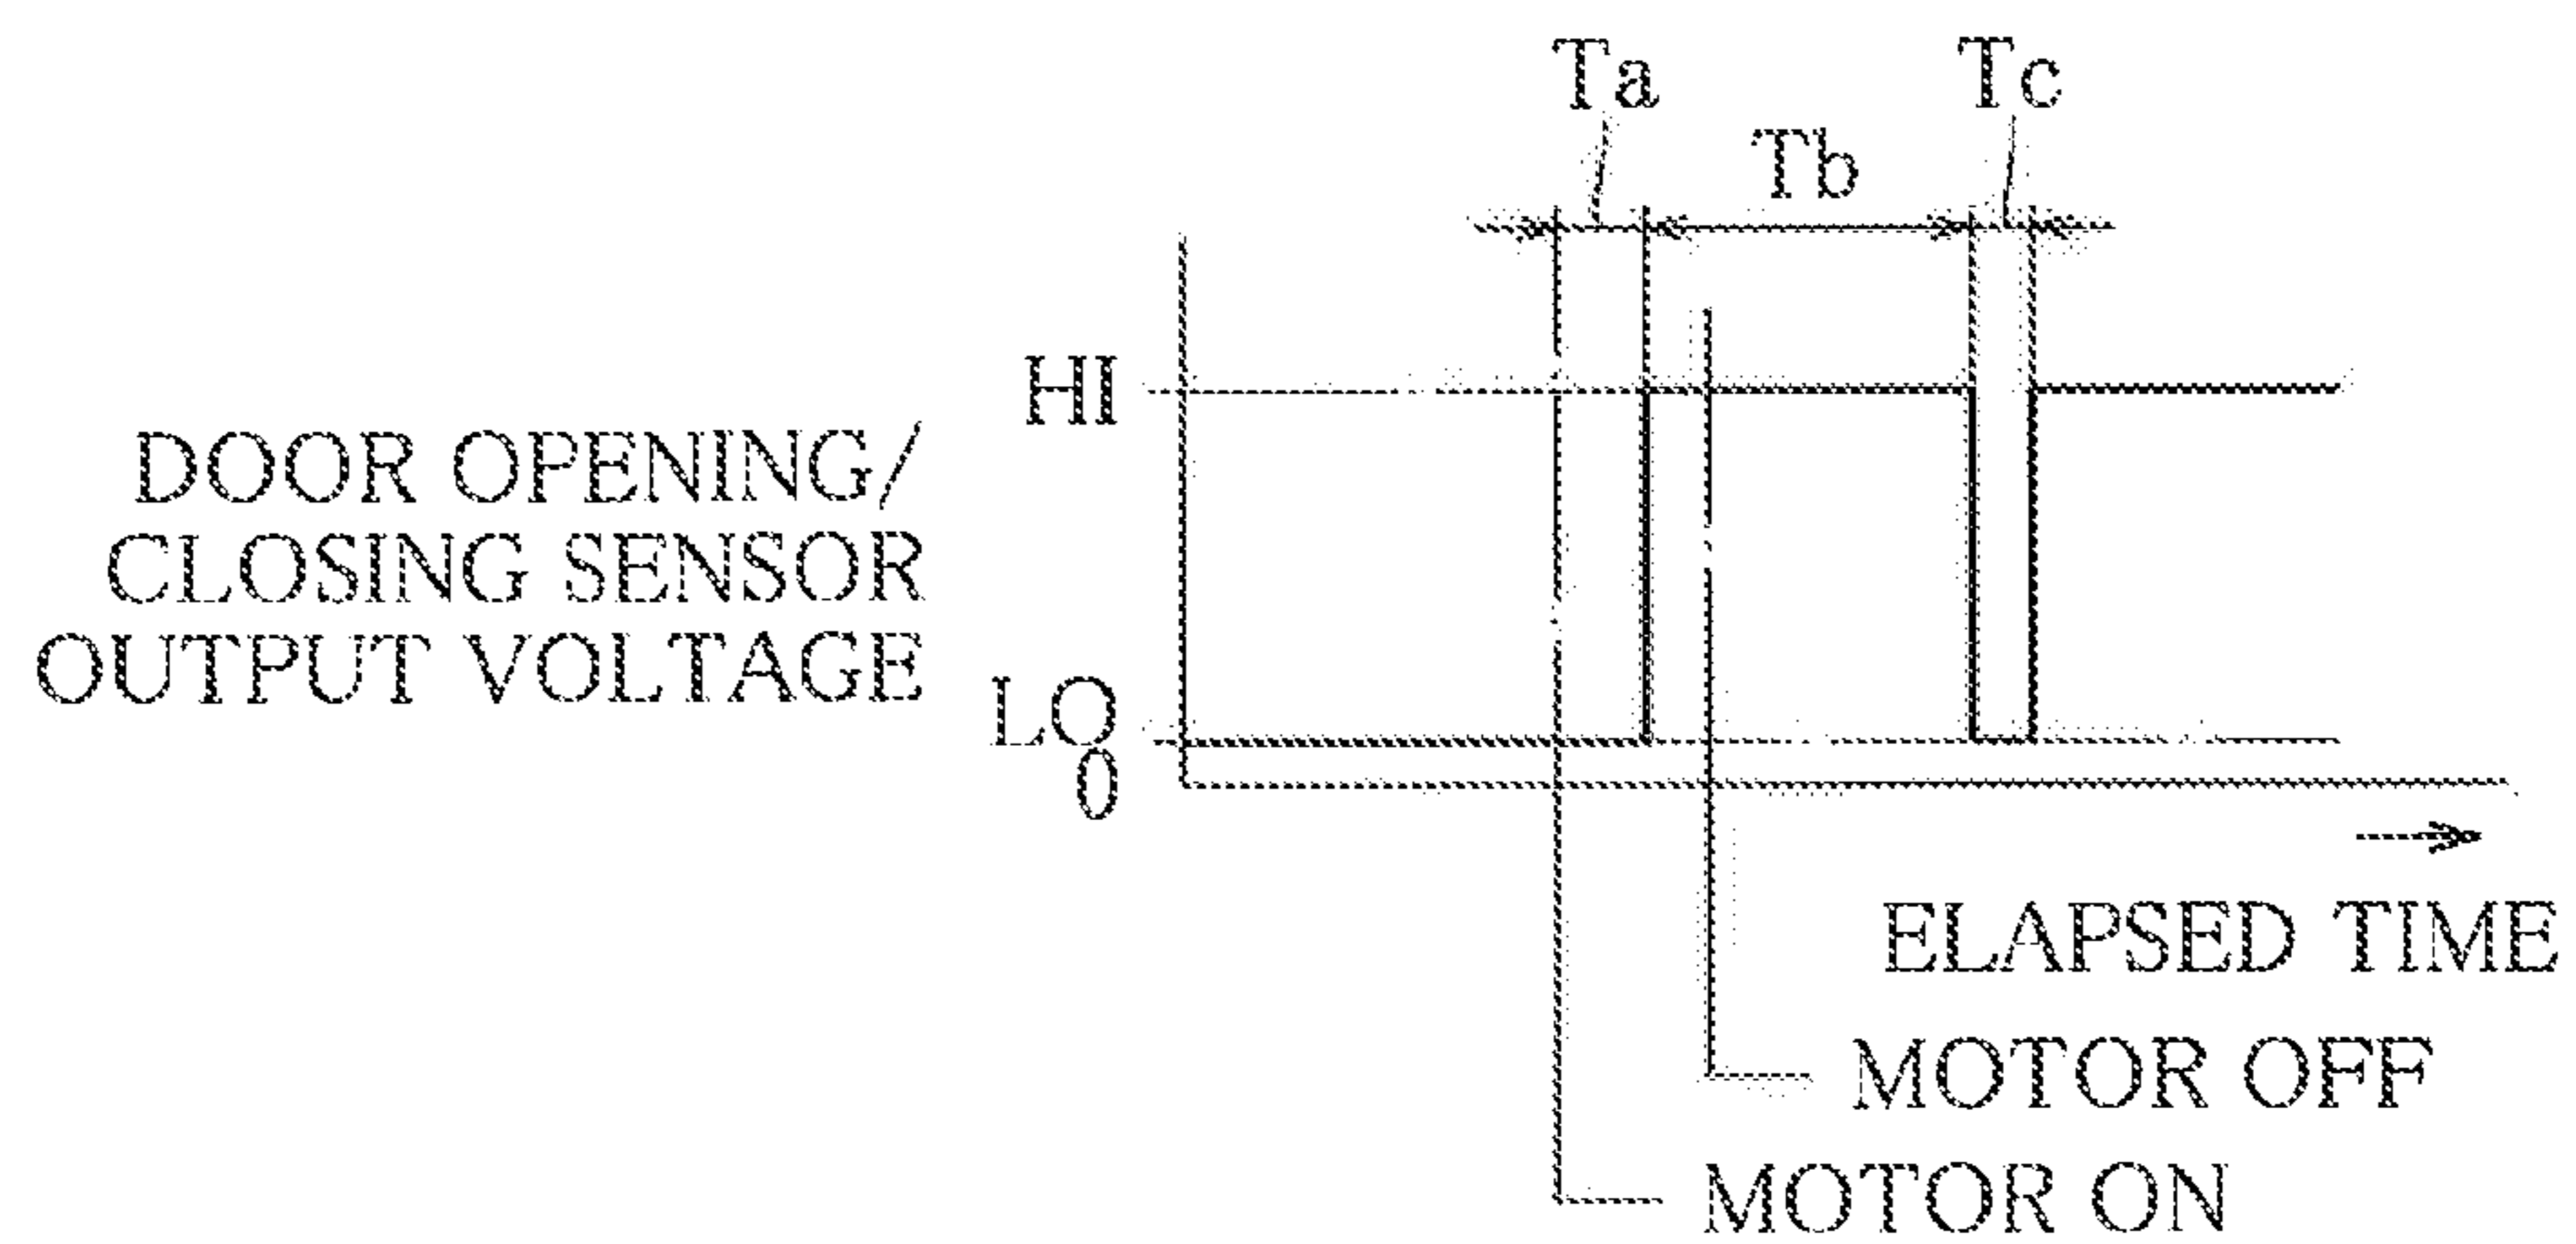 Ta
Tc
Tb
HI
DOOR OPENING/
CLOSING SENSOR
OUTPUT VOLTAGE
LO
0
ELAPSED TIME
MOTOR OFF
MOTOR ON